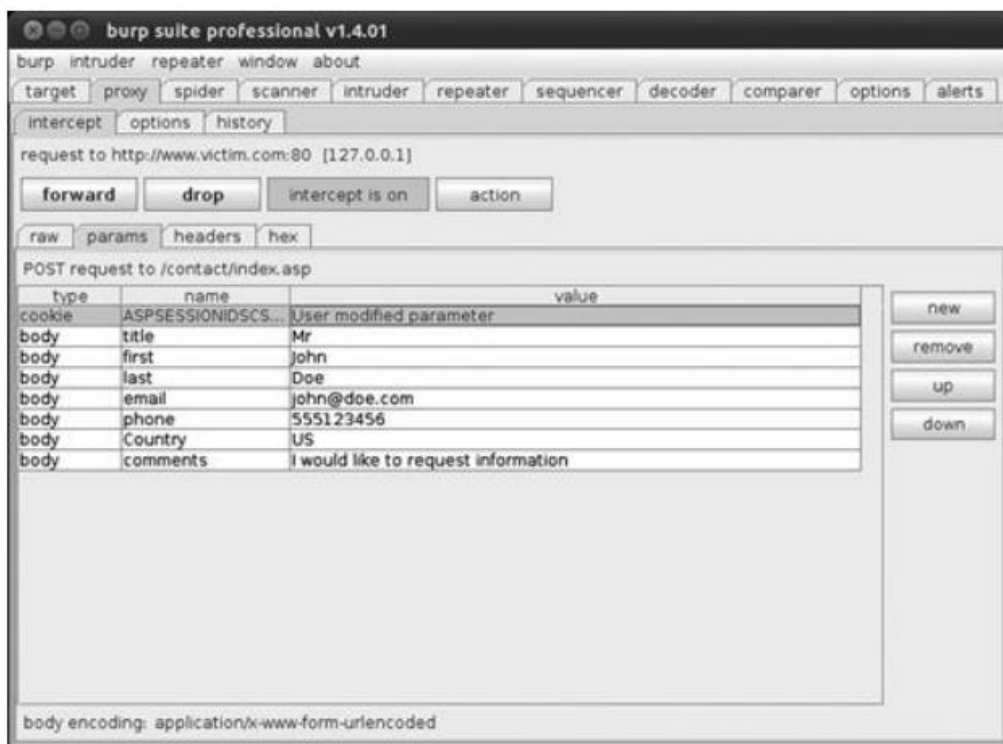 burp suite professional v1.4.01
burp intruder repeater window about
target proxy spider scanner intruder repeater sequencer decoder comparer options alerts
intercept options history
request to http://www.victim.com:80 [127.0.0.1]
forward drop intercept is on action
raw params headers hex
POST request to /contact/index.asp
type name value
cookie ASPSESSIONIDSCS... User modified parameter
body title Mr
body first John
body last Doe
body email john@doe.com
body phone 555123456
body Country US
body comments I would like to request information
new
remove
up
down
body encoding: application/x-www-form-urlencoded